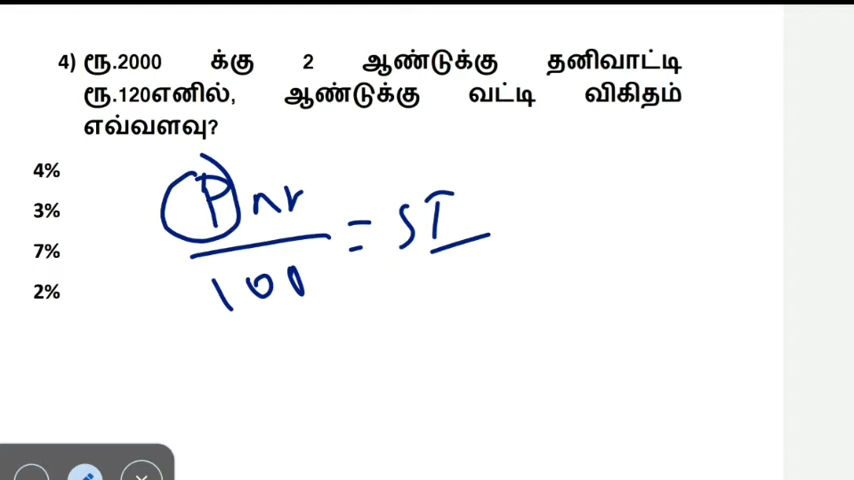 4) ரூ.2000 க்கு 2 ஆண்டுக்கு தனிவாட்டி
ரூ.120எனில், ஆண்டுக்கு வட்டி விகிதம்
எவ்வளவு?
4%
3%
7%
2%
Pnr
100
= SI